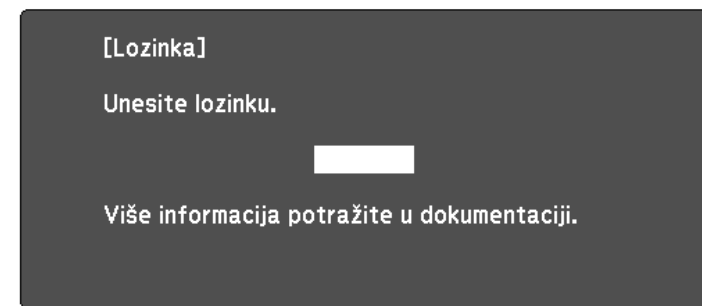 [Lozinka]
Unesite lozinku.
Više informacija potražite u dokumentaciji.